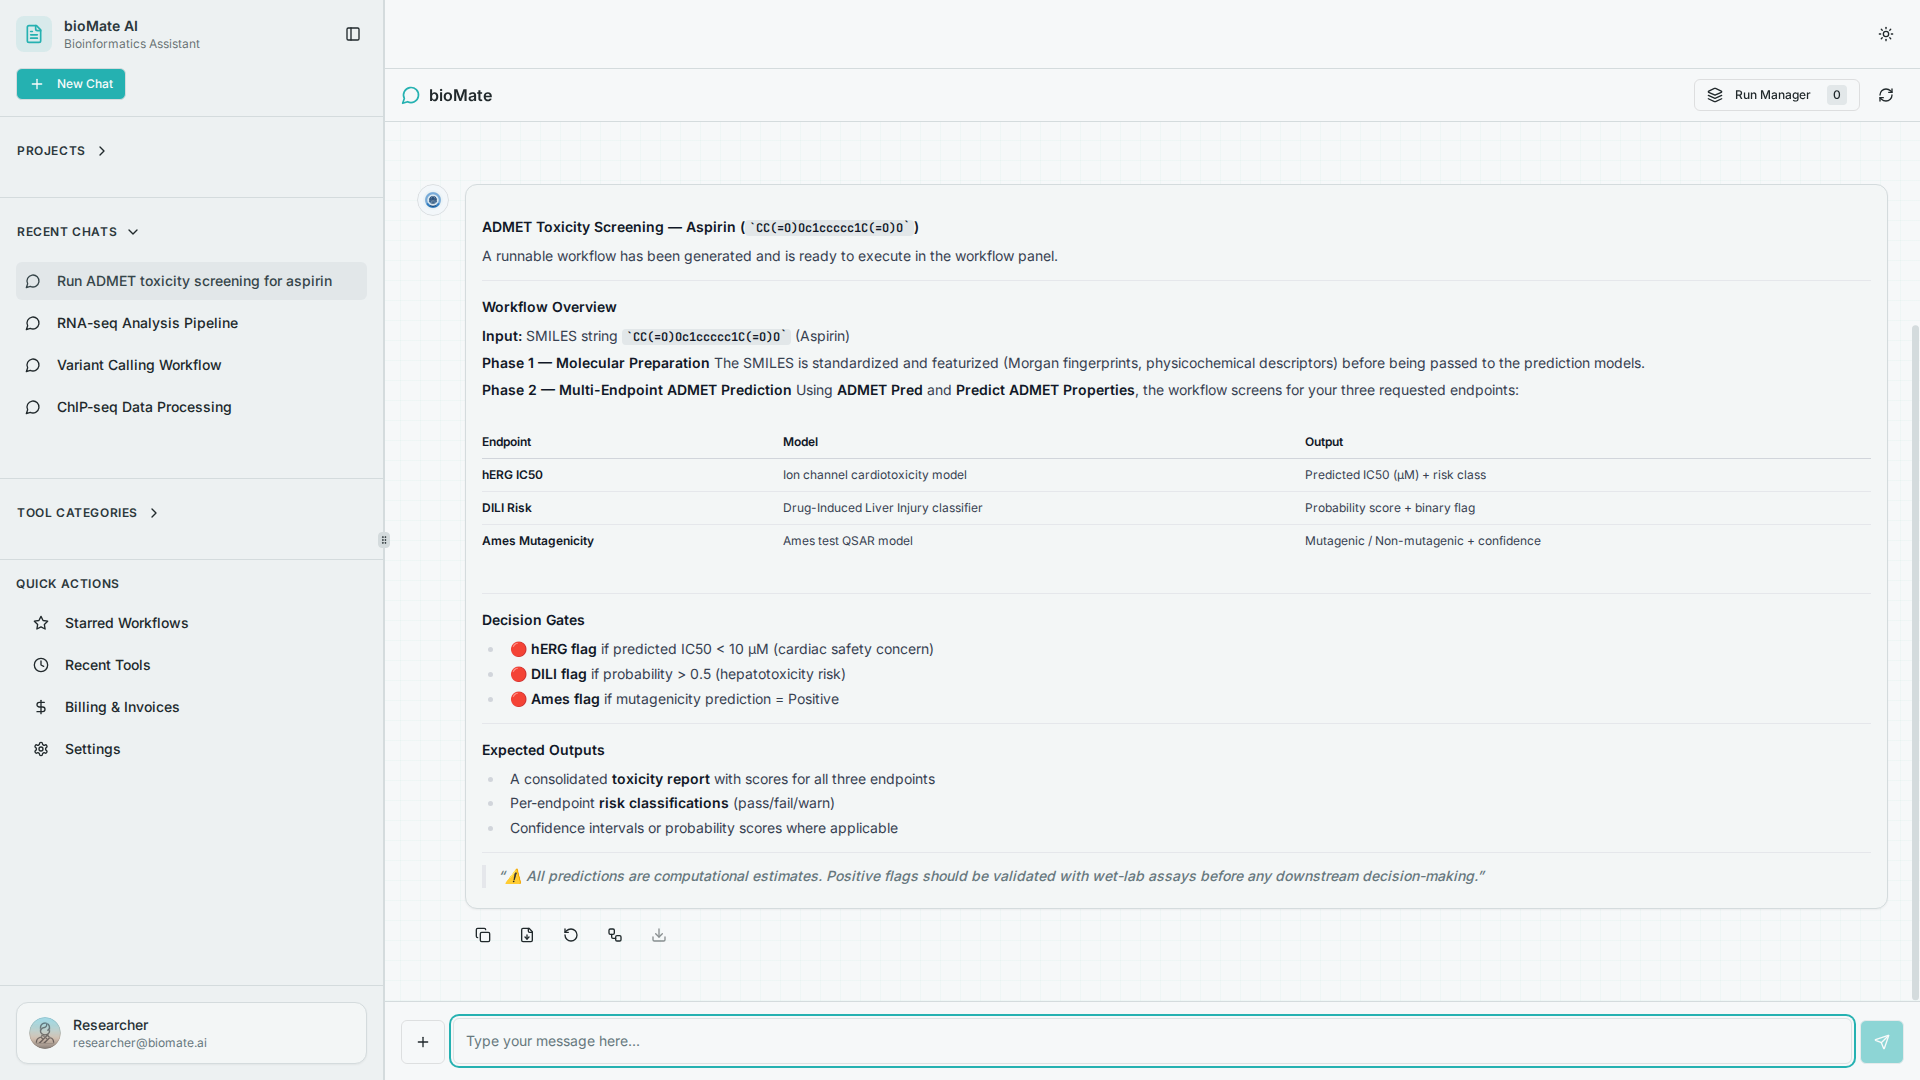 bioMate AI
Bioinformatics Assistant
New Chat
PROJECTS
RECENT CHATS
Run ADMET toxicity screening for aspirin
RNA-seq Analysis Pipeline
Variant Calling Workflow
ChIP-seq Data Processing
TOOL CATEGORIES
QUICK ACTIONS
Starred Workflows
Recent Tools
Billing & Invoices
Settings
Researcher
researcher@biomate.ai
bioMate
Run Manager 0
ADMET Toxicity Screening — Aspirin (`CC(=O)Oc1ccccc1C(=O)O`)
A runnable workflow has been generated and is ready to execute in the workflow panel.
Workflow Overview
Input: SMILES string `CC(=O)Oc1ccccc1C(=O)O` (Aspirin)
Phase 1 — Molecular Preparation The SMILES is standardized and featurized (Morgan fingerprints, physicochemical descriptors) before being passed to the prediction models.
Phase 2 — Multi-Endpoint ADMET Prediction Using ADMET Pred and Predict ADMET Properties, the workflow screens for your three requested endpoints:
Endpoint Model Output
hERG IC50 Ion channel cardiotoxicity model Predicted IC50 (μM) + risk class
DILI Risk Drug-Induced Liver Injury classifier Probability score + binary flag
Ames Mutagenicity Ames test QSAR model Mutagenic / Non-mutagenic + confidence
Decision Gates
🔴 hERG flag if predicted IC50 < 10 μM (cardiac safety concern)
🔴 DILI flag if probability > 0.5 (hepatotoxicity risk)
🔴 Ames flag if mutagenicity prediction = Positive
Expected Outputs
A consolidated toxicity report with scores for all three endpoints
Per-endpoint risk classifications (pass/fail/warn)
Confidence intervals or probability scores where applicable
“⚠️ All predictions are computational estimates. Positive flags should be validated with wet-lab assays before any downstream decision-making.”
Type your message here...